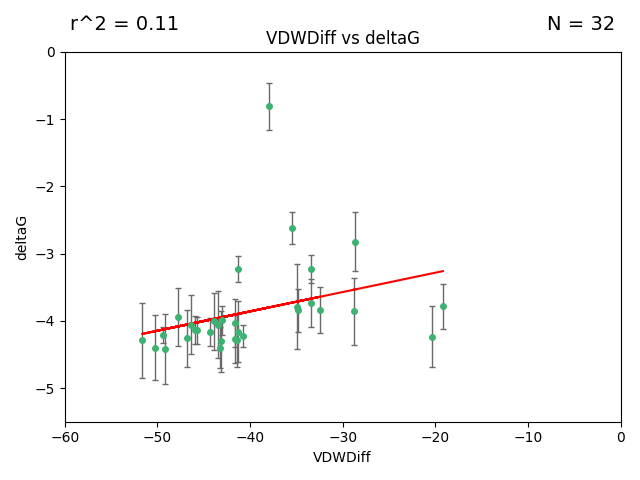 r^2 = 0.11
N = 32
VDWDiff vs deltaG
0
−1
−2
−3
−4
−5
deltaG
−60
−50
−40
−30
−20
−10
0
VDWDiff